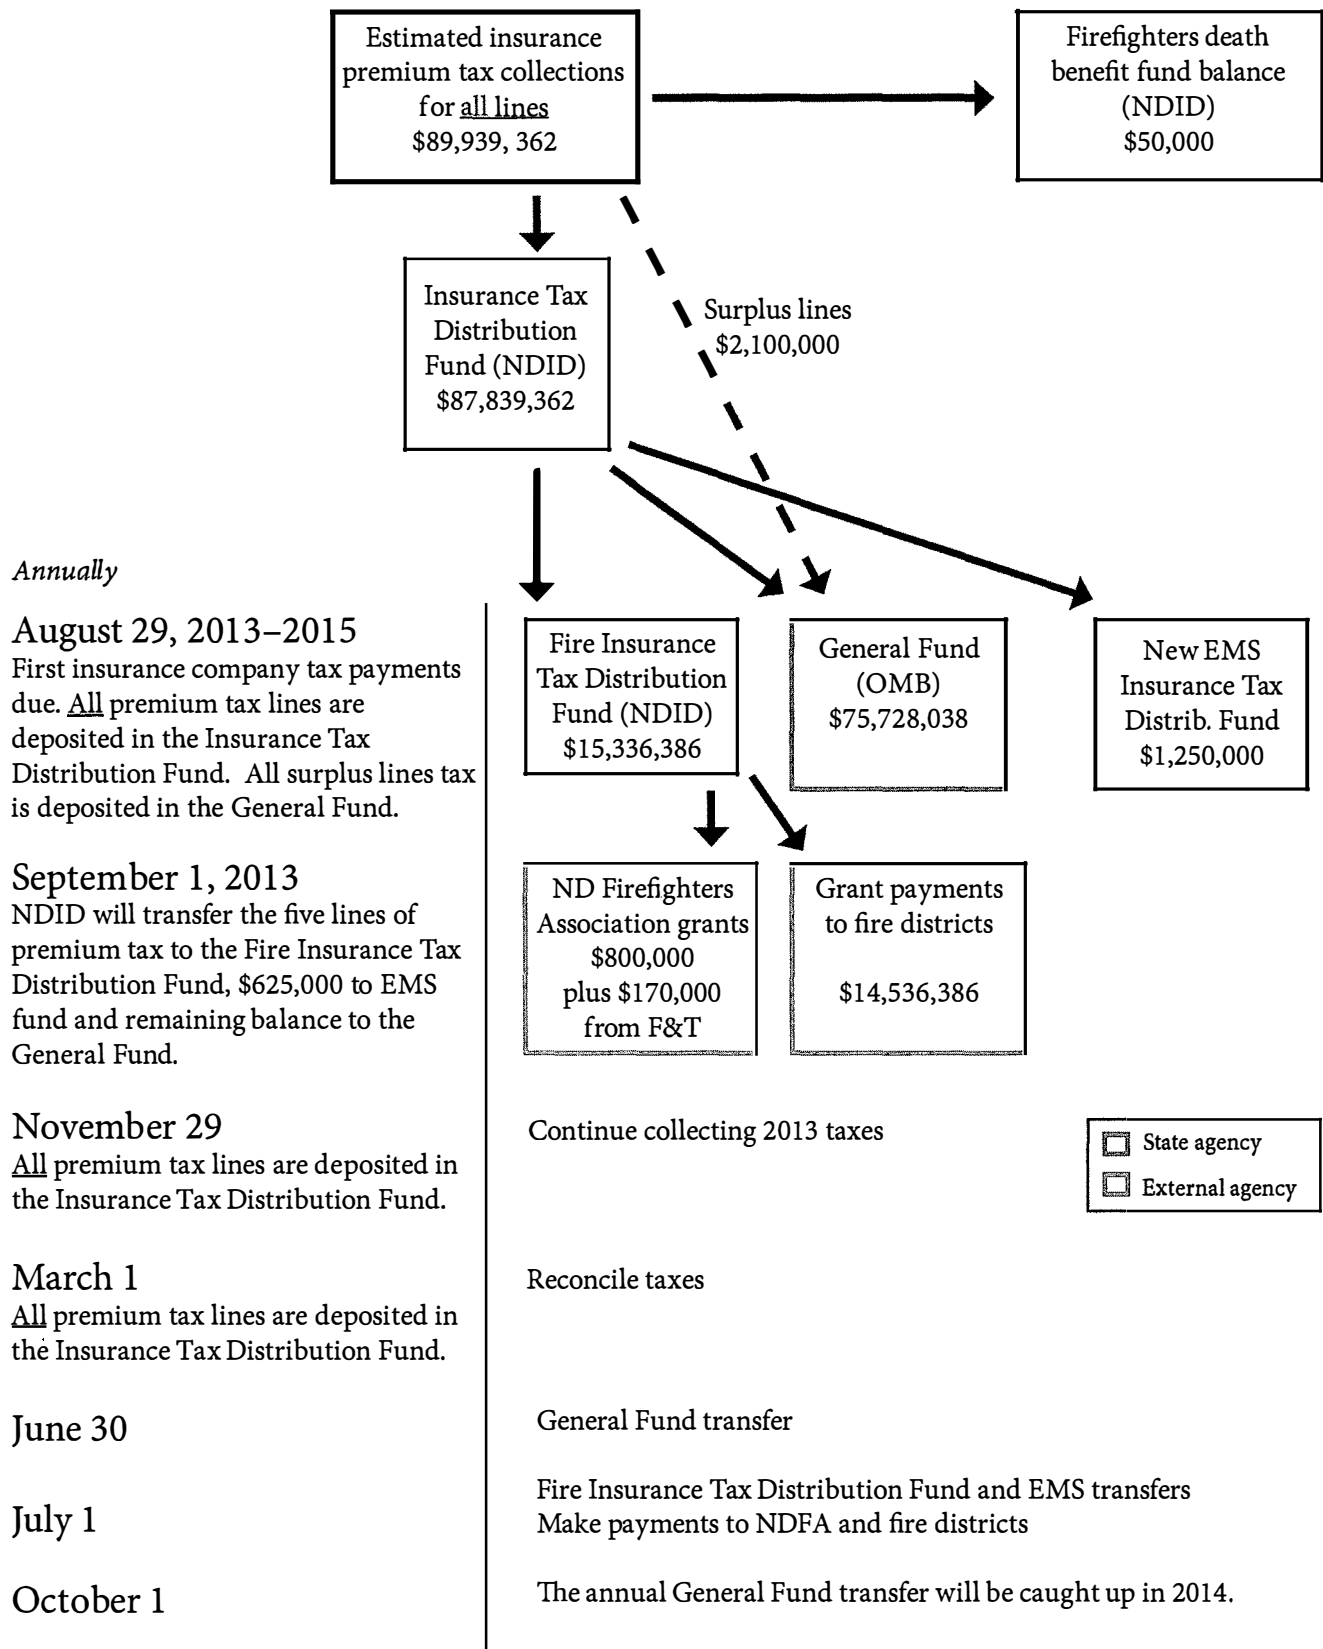 Estimated insurance
premium tax collections
for all lines
$89,939, 362
Firefighters death
benefit fund balance
(NDID)
$50,000
Insurance Tax
Distribution
Fund (NDID)
$87,839,362
Surplus lines
$2,100,000
Annually
August 29, 2013–2015
First insurance company tax payments
due. All premium tax lines are
deposited in the Insurance Tax
Distribution Fund.  All surplus lines tax
is deposited in the General Fund.
Fire Insurance
Tax Distribution
Fund (NDID)
$15,336,386
General Fund
(OMB)
$75,728,038
New EMS
Insurance Tax
Distrib. Fund
$1,250,000
September 1, 2013
NDID will transfer the five lines of
premium tax to the Fire Insurance Tax
Distribution Fund, $625,000 to EMS
fund and remaining balance to the
General Fund.
ND Firefighters
Association grants
$800,000
plus $170,000
from F&T
Grant payments
to fire districts
$14,536,386
November 29
All premium tax lines are deposited in
the Insurance Tax Distribution Fund.
Continue collecting 2013 taxes
State agency
External agency
March 1
All premium tax lines are deposited in
the Insurance Tax Distribution Fund.
Reconcile taxes
June 30
General Fund transfer
July 1
Fire Insurance Tax Distribution Fund and EMS transfers
Make payments to NDFA and fire districts
October 1
The annual General Fund transfer will be caught up in 2014.